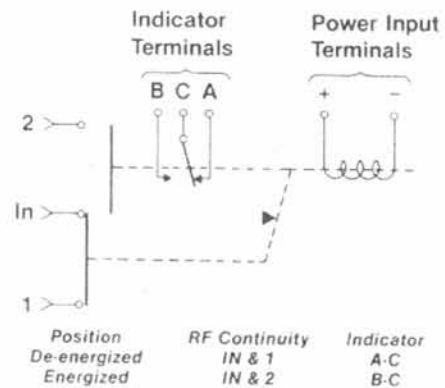 Indicator Terminals
Power Input Terminals
B C A
+ −
2
In
1
Position RF Continuity Indicator
De-energized IN & 1 A-C
Energized IN & 2 B-C